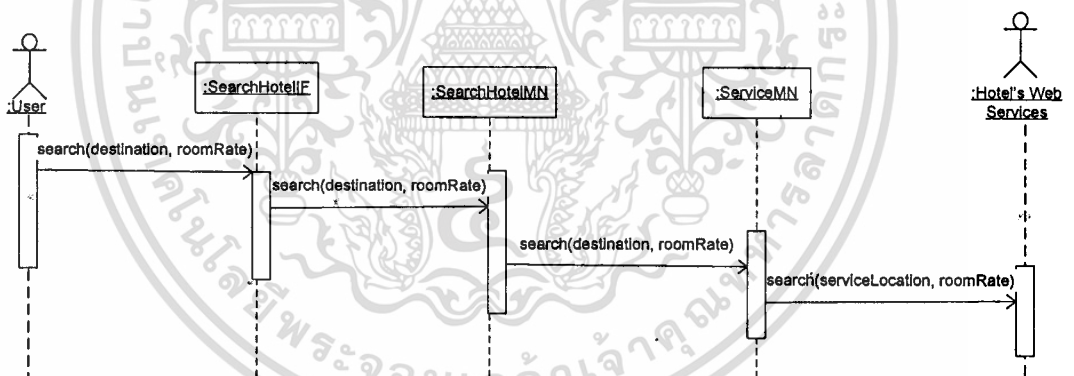 :User
:SearchHotelIF
:SearchHotelMN
:ServiceMN
:Hotel's Web
Services
search(destination, roomRate)
search(destination, roomRate)
search(destination, roomRate)
search(serviceLocation, roomRate)